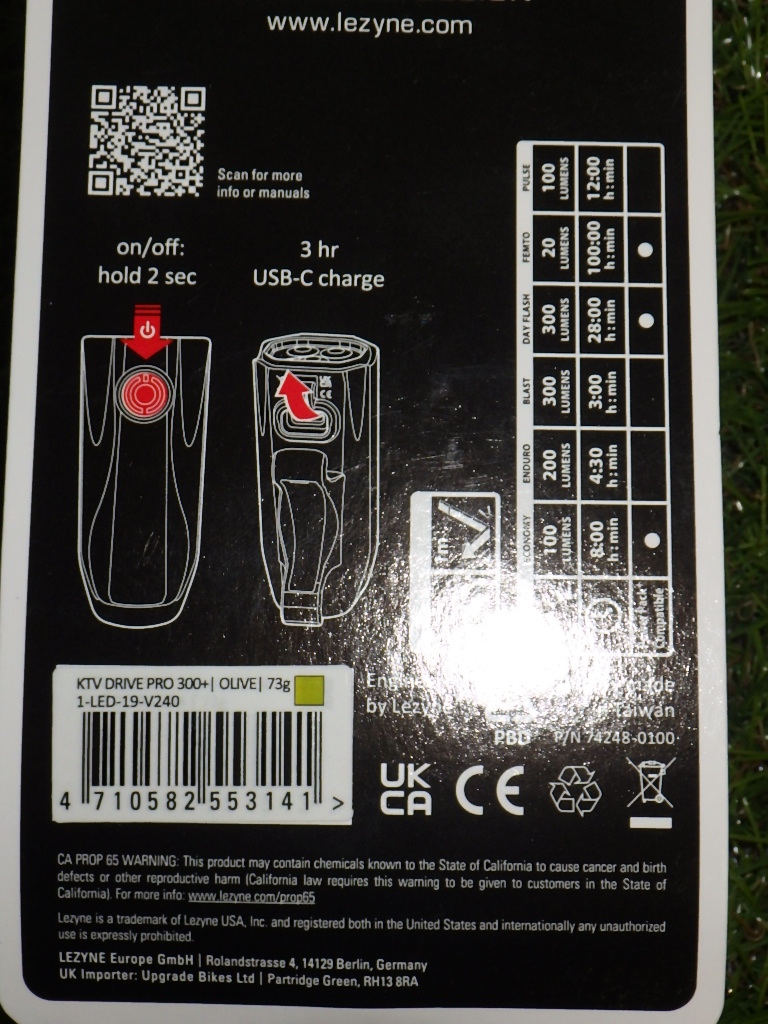 www.lezyne.com
Scan for more
info or manuals
on/off:
hold 2 sec
3 hr
USB-C charge
PULSE
100
LUMENS
12:00
h : min
FEMTO
20
LUMENS
100:00
h : min
DAY FLASH
300
LUMENS
28:00
h : min
BLAST
300
LUMENS
3:00
h : min
ENDURO
200
LUMENS
4:30
h : min
ECONOMY
100
LUMENS
8:00
h : min
Compatible
1m
KTV DRIVE PRO 300+| OLIVE| 73g
1-LED-19-V240
4 710582 553141 >
by Lezyne
Taiwan
PBD P/N 74248-0100
UK
CA
CE
CA PROP 65 WARNING: This product may contain chemicals known to the State of California to cause cancer and birth
defects or other reproductive harm (California law requires this warning to be given to customers in the State of
California). For more info: www.lezyne.com/prop65
Lezyne is a trademark of Lezyne USA, Inc. and registered both in the United States and internationally any unauthorized
use is expressly prohibited.
LEZYNE Europe GmbH | Rolandstrasse 4, 14129 Berlin, Germany
UK Importer: Upgrade Bikes Ltd | Partridge Green, RH13 8RA